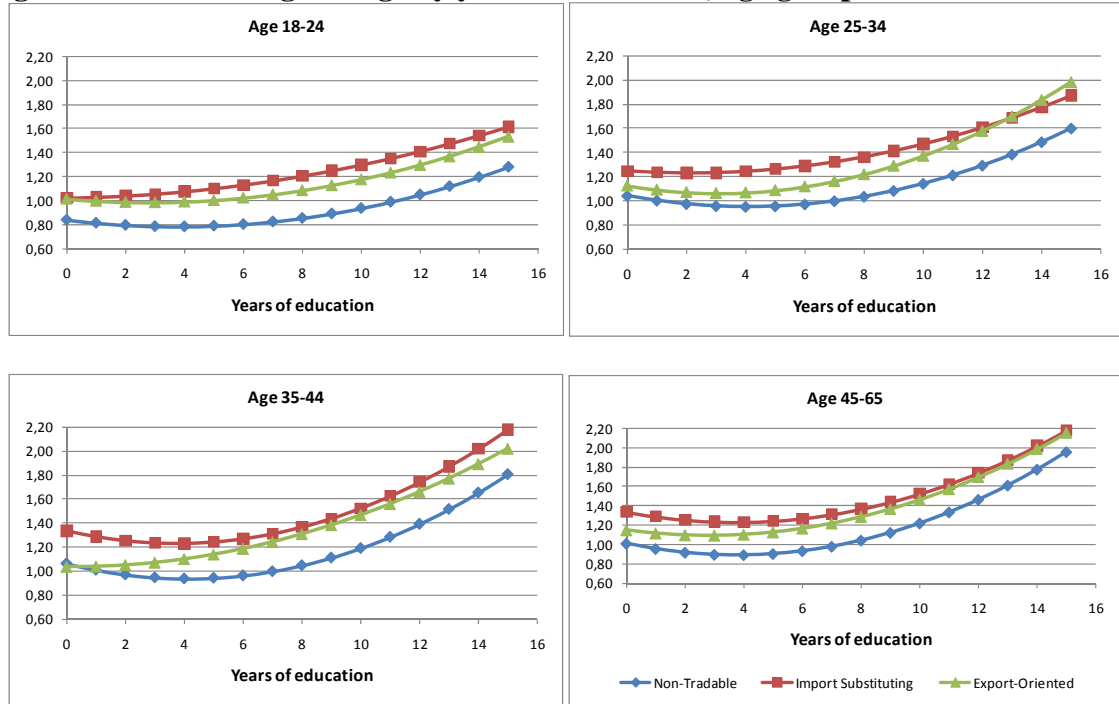 Age 18-24
2,20
2,00
1,80
1,60
1,40
1,20
1,00
0,80
0,60
0 2 4 6 8 10 12 14 16
Years of education
Age 25-34
2,20
2,00
1,80
1,60
1,40
1,20
1,00
0,80
0,60
0 2 4 6 8 10 12 14 16
Years of education
Age 35-44
2,20
2,00
1,80
1,60
1,40
1,20
1,00
0,80
0,60
0 2 4 6 8 10 12 14 16
Years of education
Age 45-65
2,20
2,00
1,80
1,60
1,40
1,20
1,00
0,80
0,60
0 2 4 6 8 10 12 14 16
Years of education
Non-Tradable Import Substituting Export-Oriented